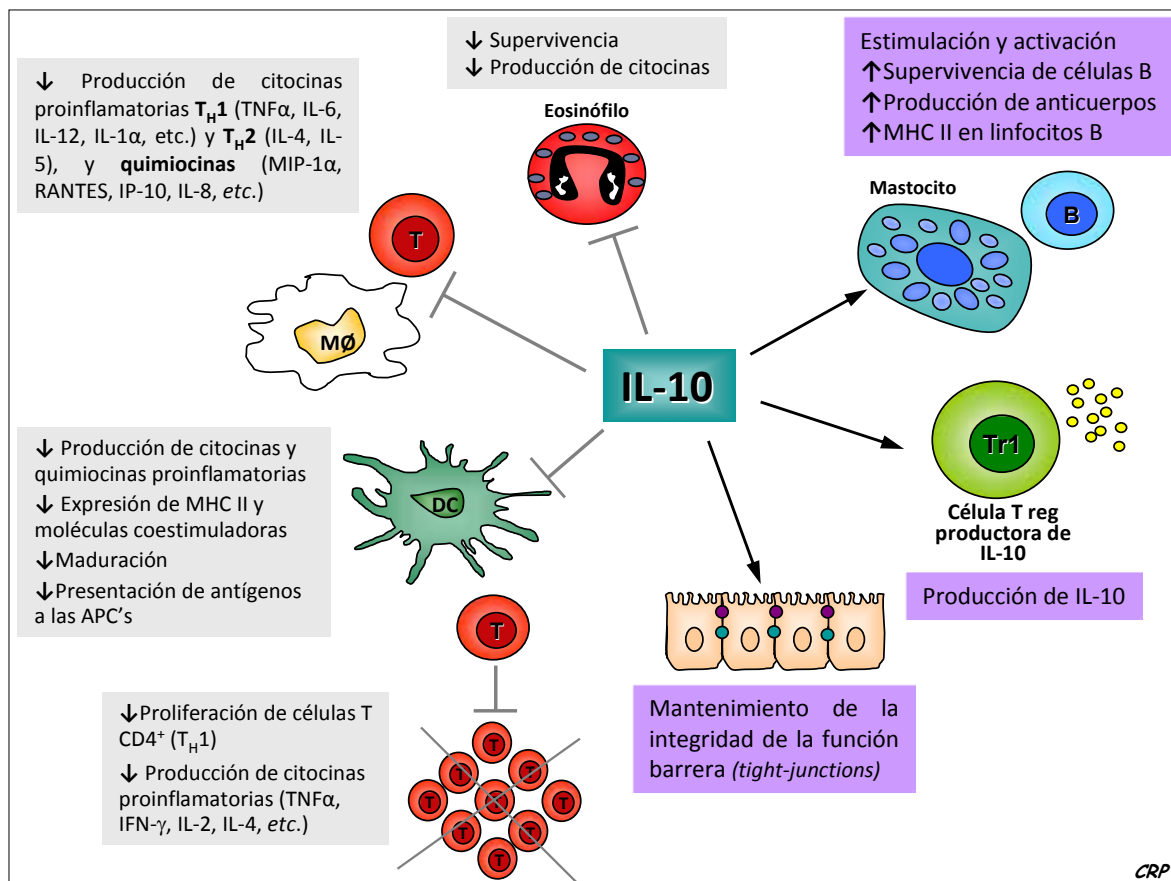 ↓ Producción de citocinas
proinflamatorias TH1 (TNFα, IL-6,
IL-12, IL-1α, etc.) y TH2 (IL-4, IL-
5), y quimiocinas (MIP-1α,
RANTES, IP-10, IL-8, etc.)
↓ Supervivencia
↓ Producción de citocinas
Eosinófilo
Estimulación y activación
↑Supervivencia de células B
↑Producción de anticuerpos
↑MHC II en linfocitos B
Mastocito
B
T
MØ
IL-10
Tr1
Célula T reg
productora de
IL-10
Producción de IL-10
↓ Producción de citocinas y
quimiocinas proinflamatorias
↓ Expresión de MHC II y
moléculas coestimuladoras
↓Maduración
↓Presentación de antígenos
a las APC’s
DC
T
↓Proliferación de células T
CD4⁺ (TH1)
↓ Producción de citocinas
proinflamatorias (TNFα,
IFN-γ, IL-2, IL-4, etc.)
T
T T
T T T
T T
T
Mantenimiento de la
integridad de la función
barrera (tight-junctions)
CRP